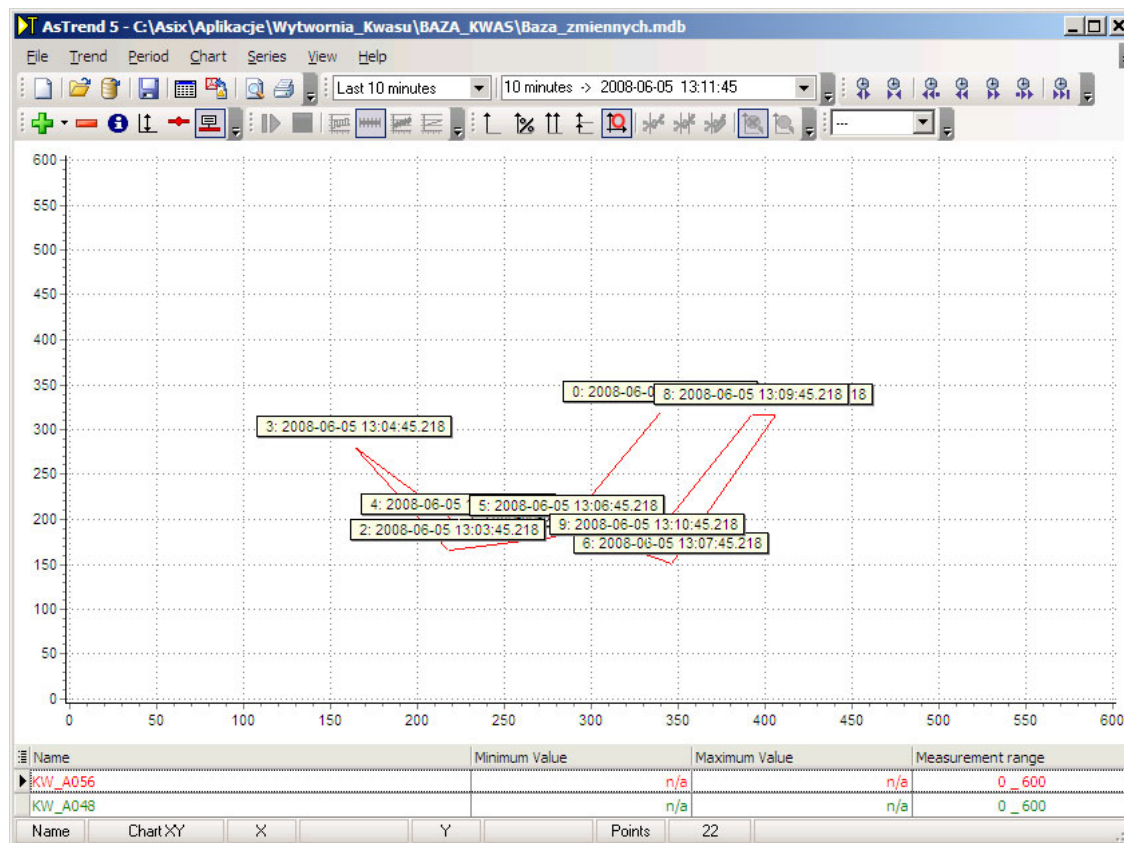 AsTrend 5 - C:\Asix\Aplikacje\Wytwornia_Kwasu\BAZA_KWAS\Baza_zmiennych.mdb
File Trend Period Chart Series View Help
Last 10 minutes 10 minutes -> 2008-06-05 13:11:45
---
600
550
500
450
400
350
300
250
200
150
100
50
0
0: 2008-06-0
8: 2008-06-05 13:09:45.218
18
3: 2008-06-05 13:04:45.218
4: 2008-06-05 1
5: 2008-06-05 13:06:45.218
2: 2008-06-05 13:03:45.218
9: 2008-06-05 13:10:45.218
6: 2008-06-05 13:07:45.218
0 50 100 150 200 250 300 350 400 450 500 550 600
Name Minimum Value Maximum Value Measurement range
KW_A056 n/a n/a 0 _ 600
KW_A048 n/a n/a 0 _ 600
Name Chart XY X Y Points 22